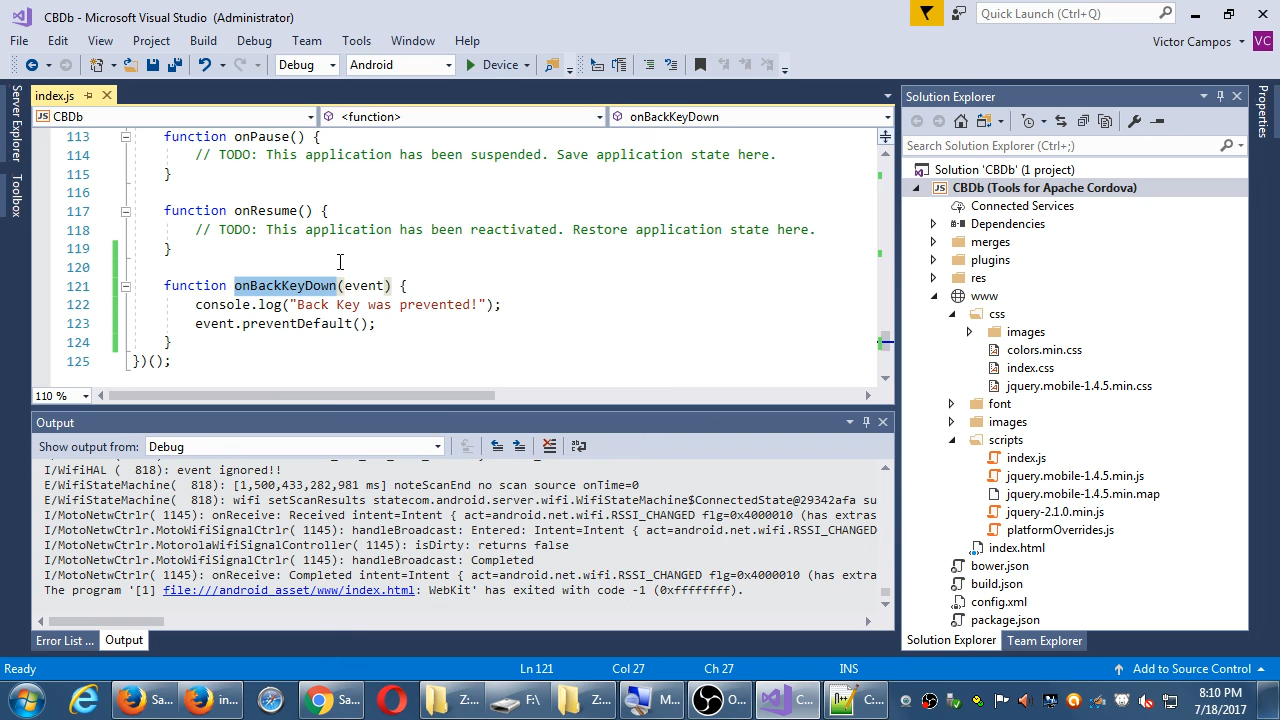 CBDb - Microsoft Visual Studio (Administrator)
Quick Launch (Ctrl+Q)
File Edit View Project Build Debug Team Tools Window Help
Victor Campos VC
Debug Android Device
index.js
CBDb <function> onBackKeyDown
113 function onPause() {
114 // TODO: This application has been suspended. Save application state here.
115 }
116
117 function onResume() {
118 // TODO: This application has been reactivated. Restore application state here.
119 }
120
121 function onBackKeyDown(event) {
122 console.log("Back Key was prevented!");
123 event.preventDefault();
124 }
125 })();
110 %
Server Explorer
Toolbox
Output
Show output from: Debug
I/WifiHAL ( 818): event ignored!!
E/WifiStateMachine( 818): [1,500,437,282,981 ms] noteScanEnd no scan source onTime=0
E/WifiStateMachine( 818): wifi setScanResults statecom.android.server.wifi.WifiStateMachine$ConnectedState@29342afa su
I/MotoNetwCtrlr( 1145): onReceive: Received intent=Intent { act=android.net.wifi.RSSI_CHANGED flg=0x4000010 (has extras
I/MotoNetwCtrlr.MotoWifiSignalCtrl( 1145): handleBroadcast: Entered: Intent=Intent { act=android.net.wifi.RSSI_CHANGED
I/MotoNetwCtrlr.MotorolaWifiSignalController( 1145): isDirty: returns false
I/MotoNetwCtrlr.MotoWifiSignalCtrl( 1145): handleBroadcast: Completed
I/MotoNetwCtrlr( 1145): onReceive: Completed intent=Intent { act=android.net.wifi.RSSI_CHANGED flg=0x4000010 (has extra
The program '[1] file:///android_asset/www/index.html: WebKit' has exited with code -1 (0xffffffff).
Error List ... Output
Solution Explorer
Search Solution Explorer (Ctrl+;)
Solution 'CBDb' (1 project)
CBDb (Tools for Apache Cordova)
Connected Services
Dependencies
merges
plugins
res
www
css
images
colors.min.css
index.css
jquery.mobile-1.4.5.min.css
font
images
scripts
index.js
jquery.mobile-1.4.5.min.js
jquery.mobile-1.4.5.min.map
jquery-2.1.0.min.js
platformOverrides.js
index.html
bower.json
build.json
config.xml
package.json
Solution Explorer Team Explorer
Properties
Ready Ln 121 Col 27 Ch 27 INS Add to Source Control
Sa... in... Sa... Z:... F:\ Z:... M... O... C... C:...
8:10 PM
7/18/2017